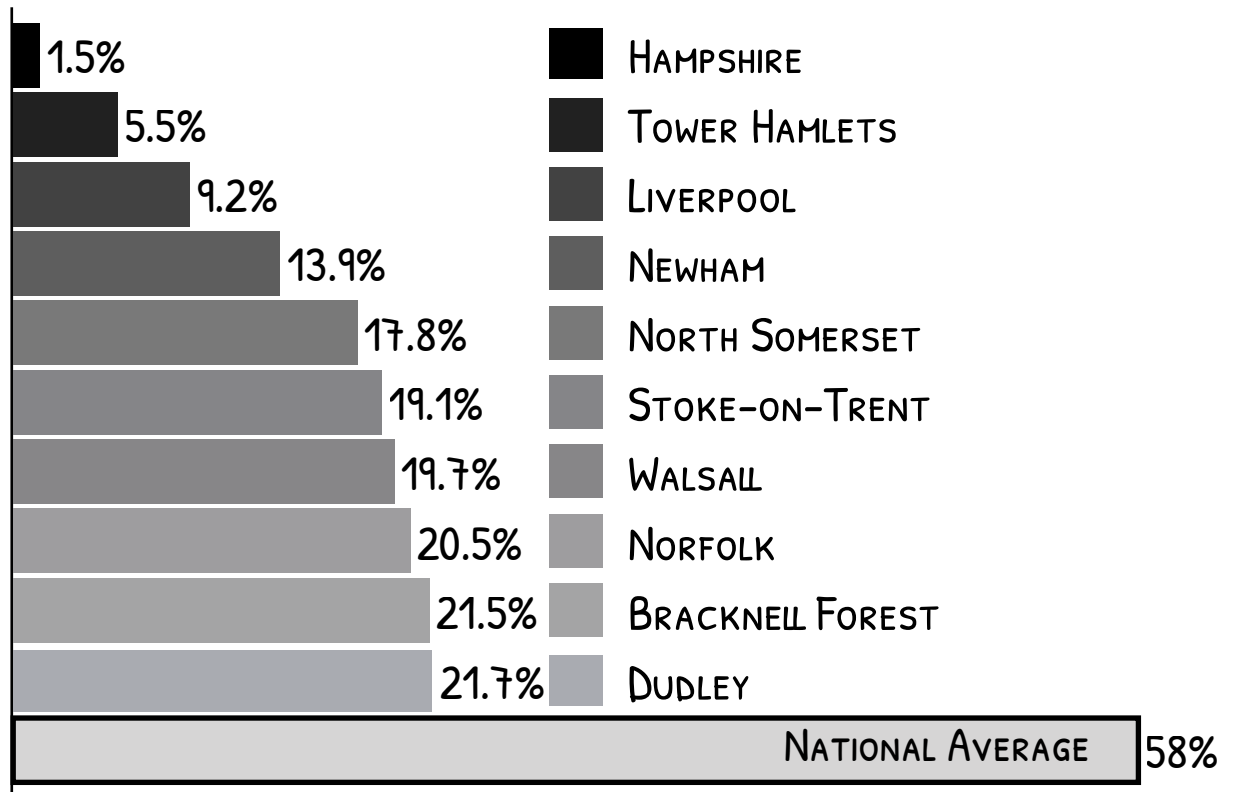 1.5% Hampshire
5.5% Tower Hamlets
9.2% Liverpool
13.9% Newham
17.8% North Somerset
19.1% Stoke-on-Trent
19.7% Walsall
20.5% Norfolk
21.5% Bracknell Forest
21.7% Dudley
National Average 58%